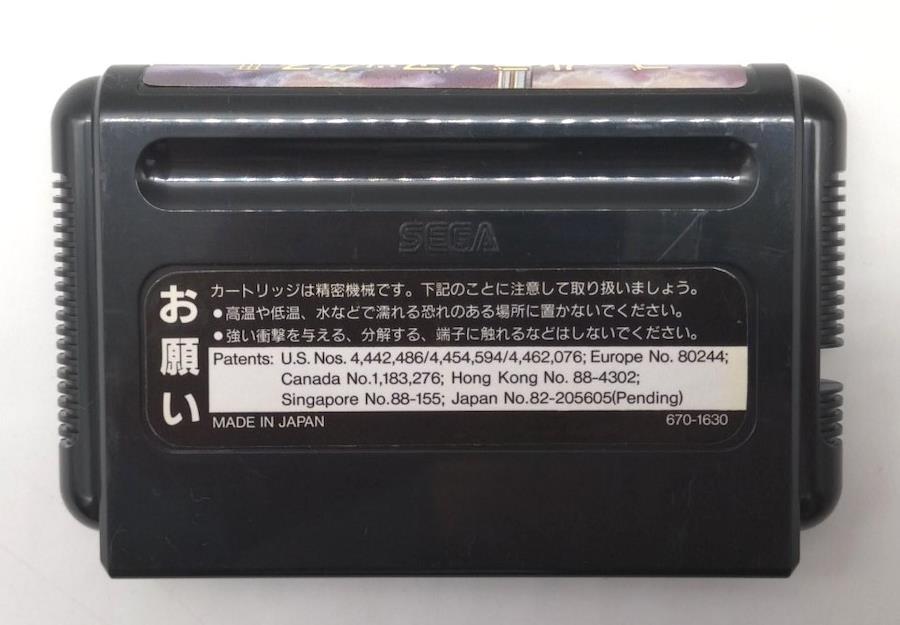 SEGA
お願い
カートリッジは精密機械です。下記のことに注意して取り扱いましょう。
●高温や低温、水などで濡れる恐れのある場所に置かないでください。
●強い衝撃を与える、分解する、端子に触れるなどはしないでください。
Patents: U.S. Nos. 4,442,486/4,454,594/4,462,076; Europe No. 80244;
Canada No.1,183,276; Hong Kong No. 88-4302;
Singapore No.88-155; Japan No.82-205605(Pending)
MADE IN JAPAN
670-1630